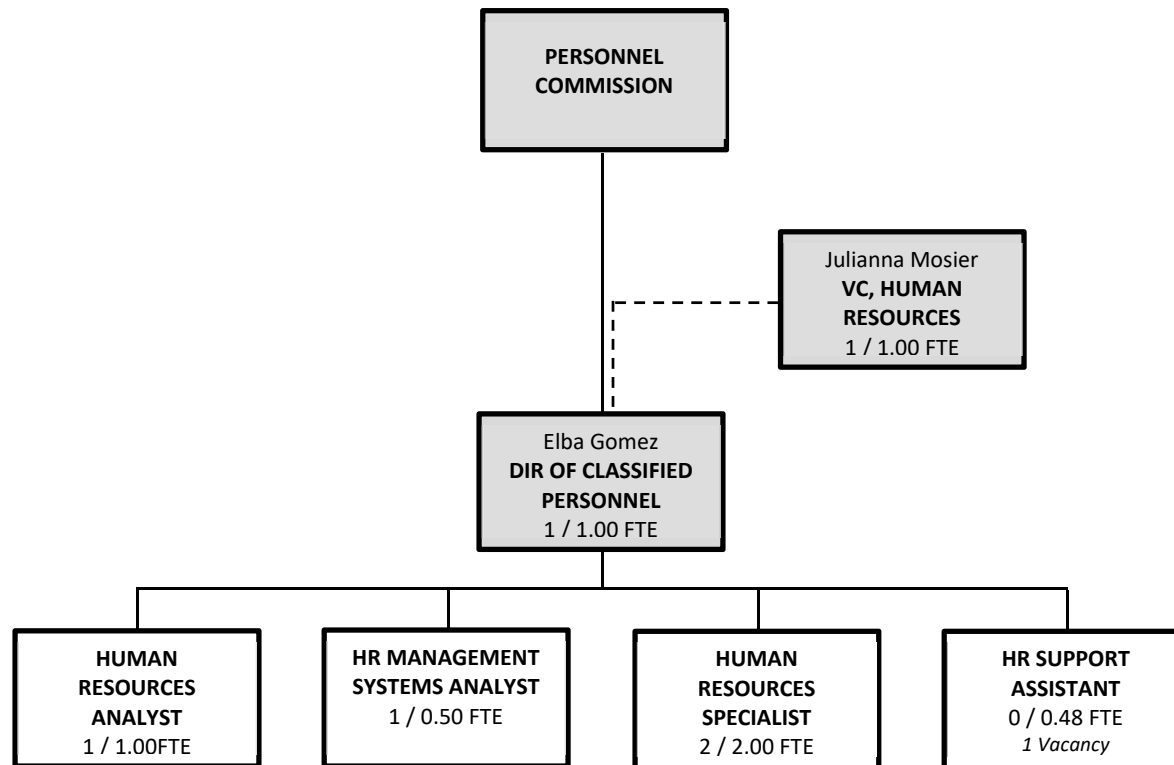 PERSONNEL
COMMISSION
Julianna Mosier
VC, HUMAN
RESOURCES
1 / 1.00 FTE
Elba Gomez
DIR OF CLASSIFIED
PERSONNEL
1 / 1.00 FTE
HUMAN
RESOURCES
ANALYST
1 / 1.00FTE
HR MANAGEMENT
SYSTEMS ANALYST
1 / 0.50 FTE
HUMAN
RESOURCES
SPECIALIST
2 / 2.00 FTE
HR SUPPORT
ASSISTANT
0 / 0.48 FTE
1 Vacancy